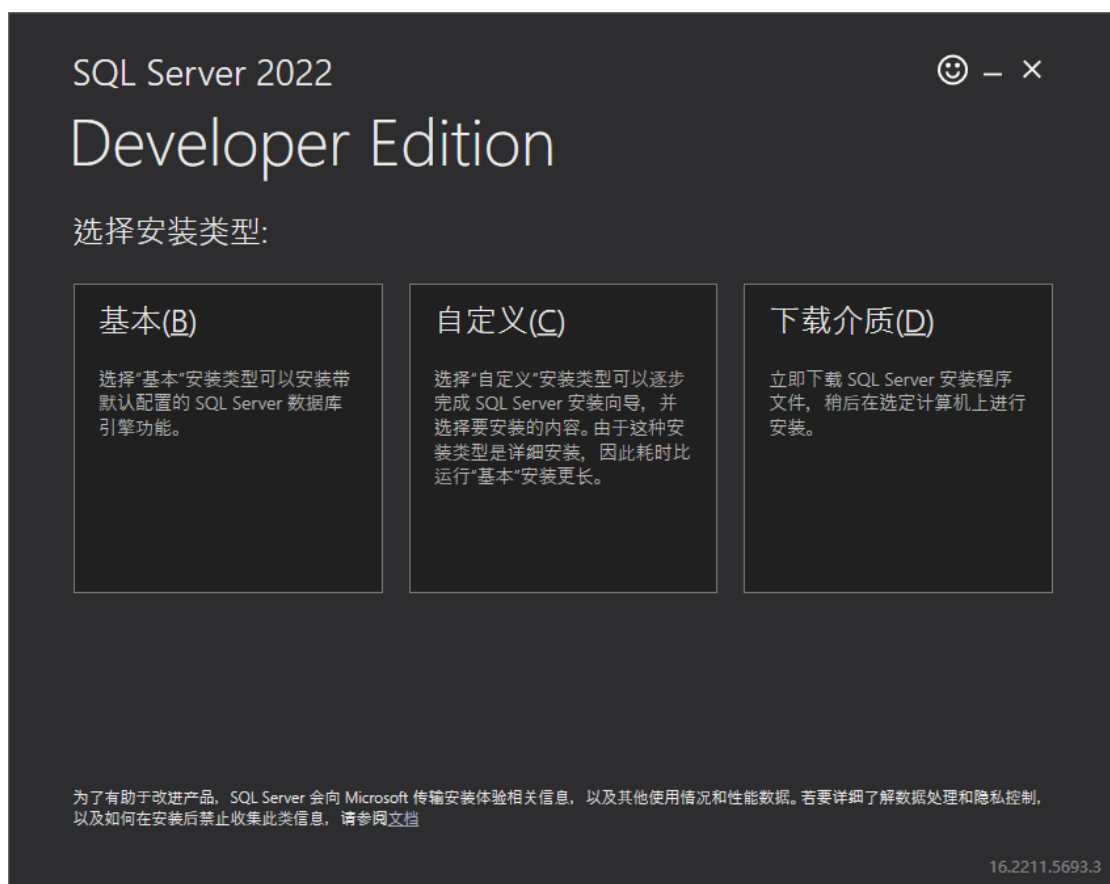 SQL Server 2022
Developer Edition
选择安装类型:
基本(B)
选择“基本”安装类型可以安装带
默认配置的 SQL Server 数据库
引擎功能。
自定义(C)
选择“自定义”安装类型可以逐步
完成 SQL Server 安装向导，并
选择要安装的内容。由于这种安
装类型是详细安装，因此耗时比
运行“基本”安装更长。
下载介质(D)
立即下载 SQL Server 安装程序
文件，稍后在选定计算机上进行
安装。
为了有助于改进产品，SQL Server 会向 Microsoft 传输安装体验相关信息，以及其他使用情况和性能数据。若要详细了解数据处理和隐私控制，
以及如何在安装后禁止收集此类信息，请参阅文档
16.2211.5693.3